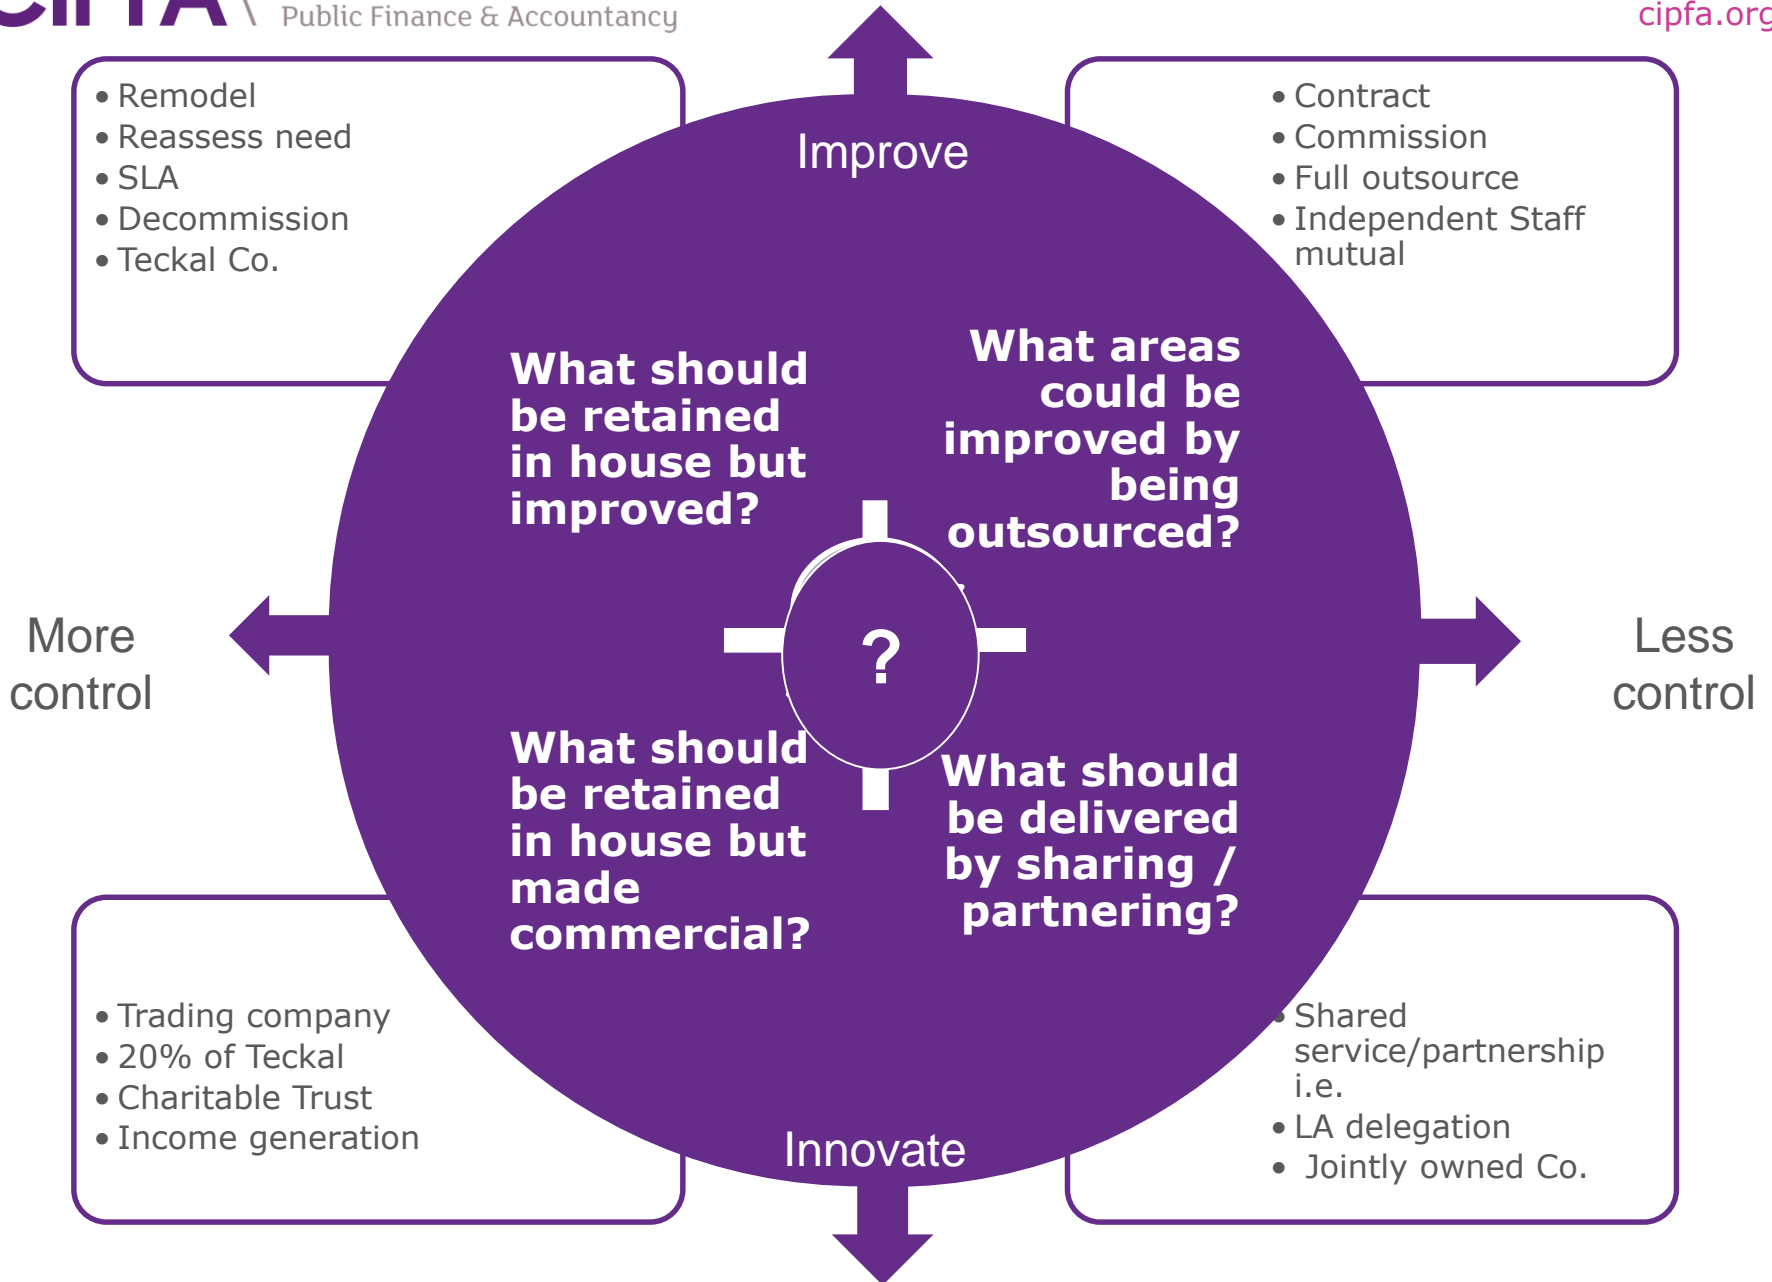 CIPFA
Public Finance & Accountancy
cipfa.org
• Remodel
• Reassess need
• SLA
• Decommission
• Teckal Co.
Improve
• Contract
• Commission
• Full outsource
• Independent Staff
mutual
What should
be retained
in house but
improved?
What areas
could be
improved by
being
outsourced?
More
control
?
Less
control
What should
be retained
in house but
made
commercial?
What should
be delivered
by sharing /
partnering?
• Trading company
• 20% of Teckal
• Charitable Trust
• Income generation
Innovate
• Shared
service/partnership
i.e.
• LA delegation
• Jointly owned Co.